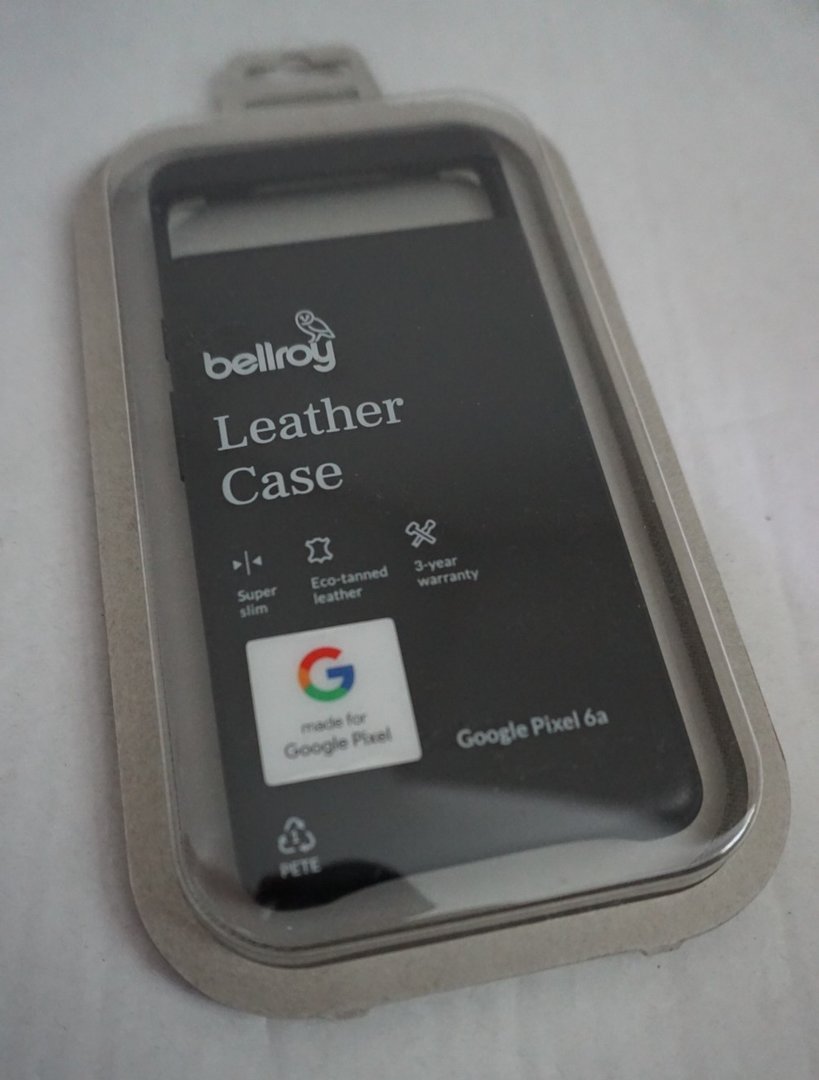 bellroy
Leather
Case
Super
slim
Eco-tanned
leather
3-year
warranty
G
made for
Google Pixel
Google Pixel 6a
1
PETE